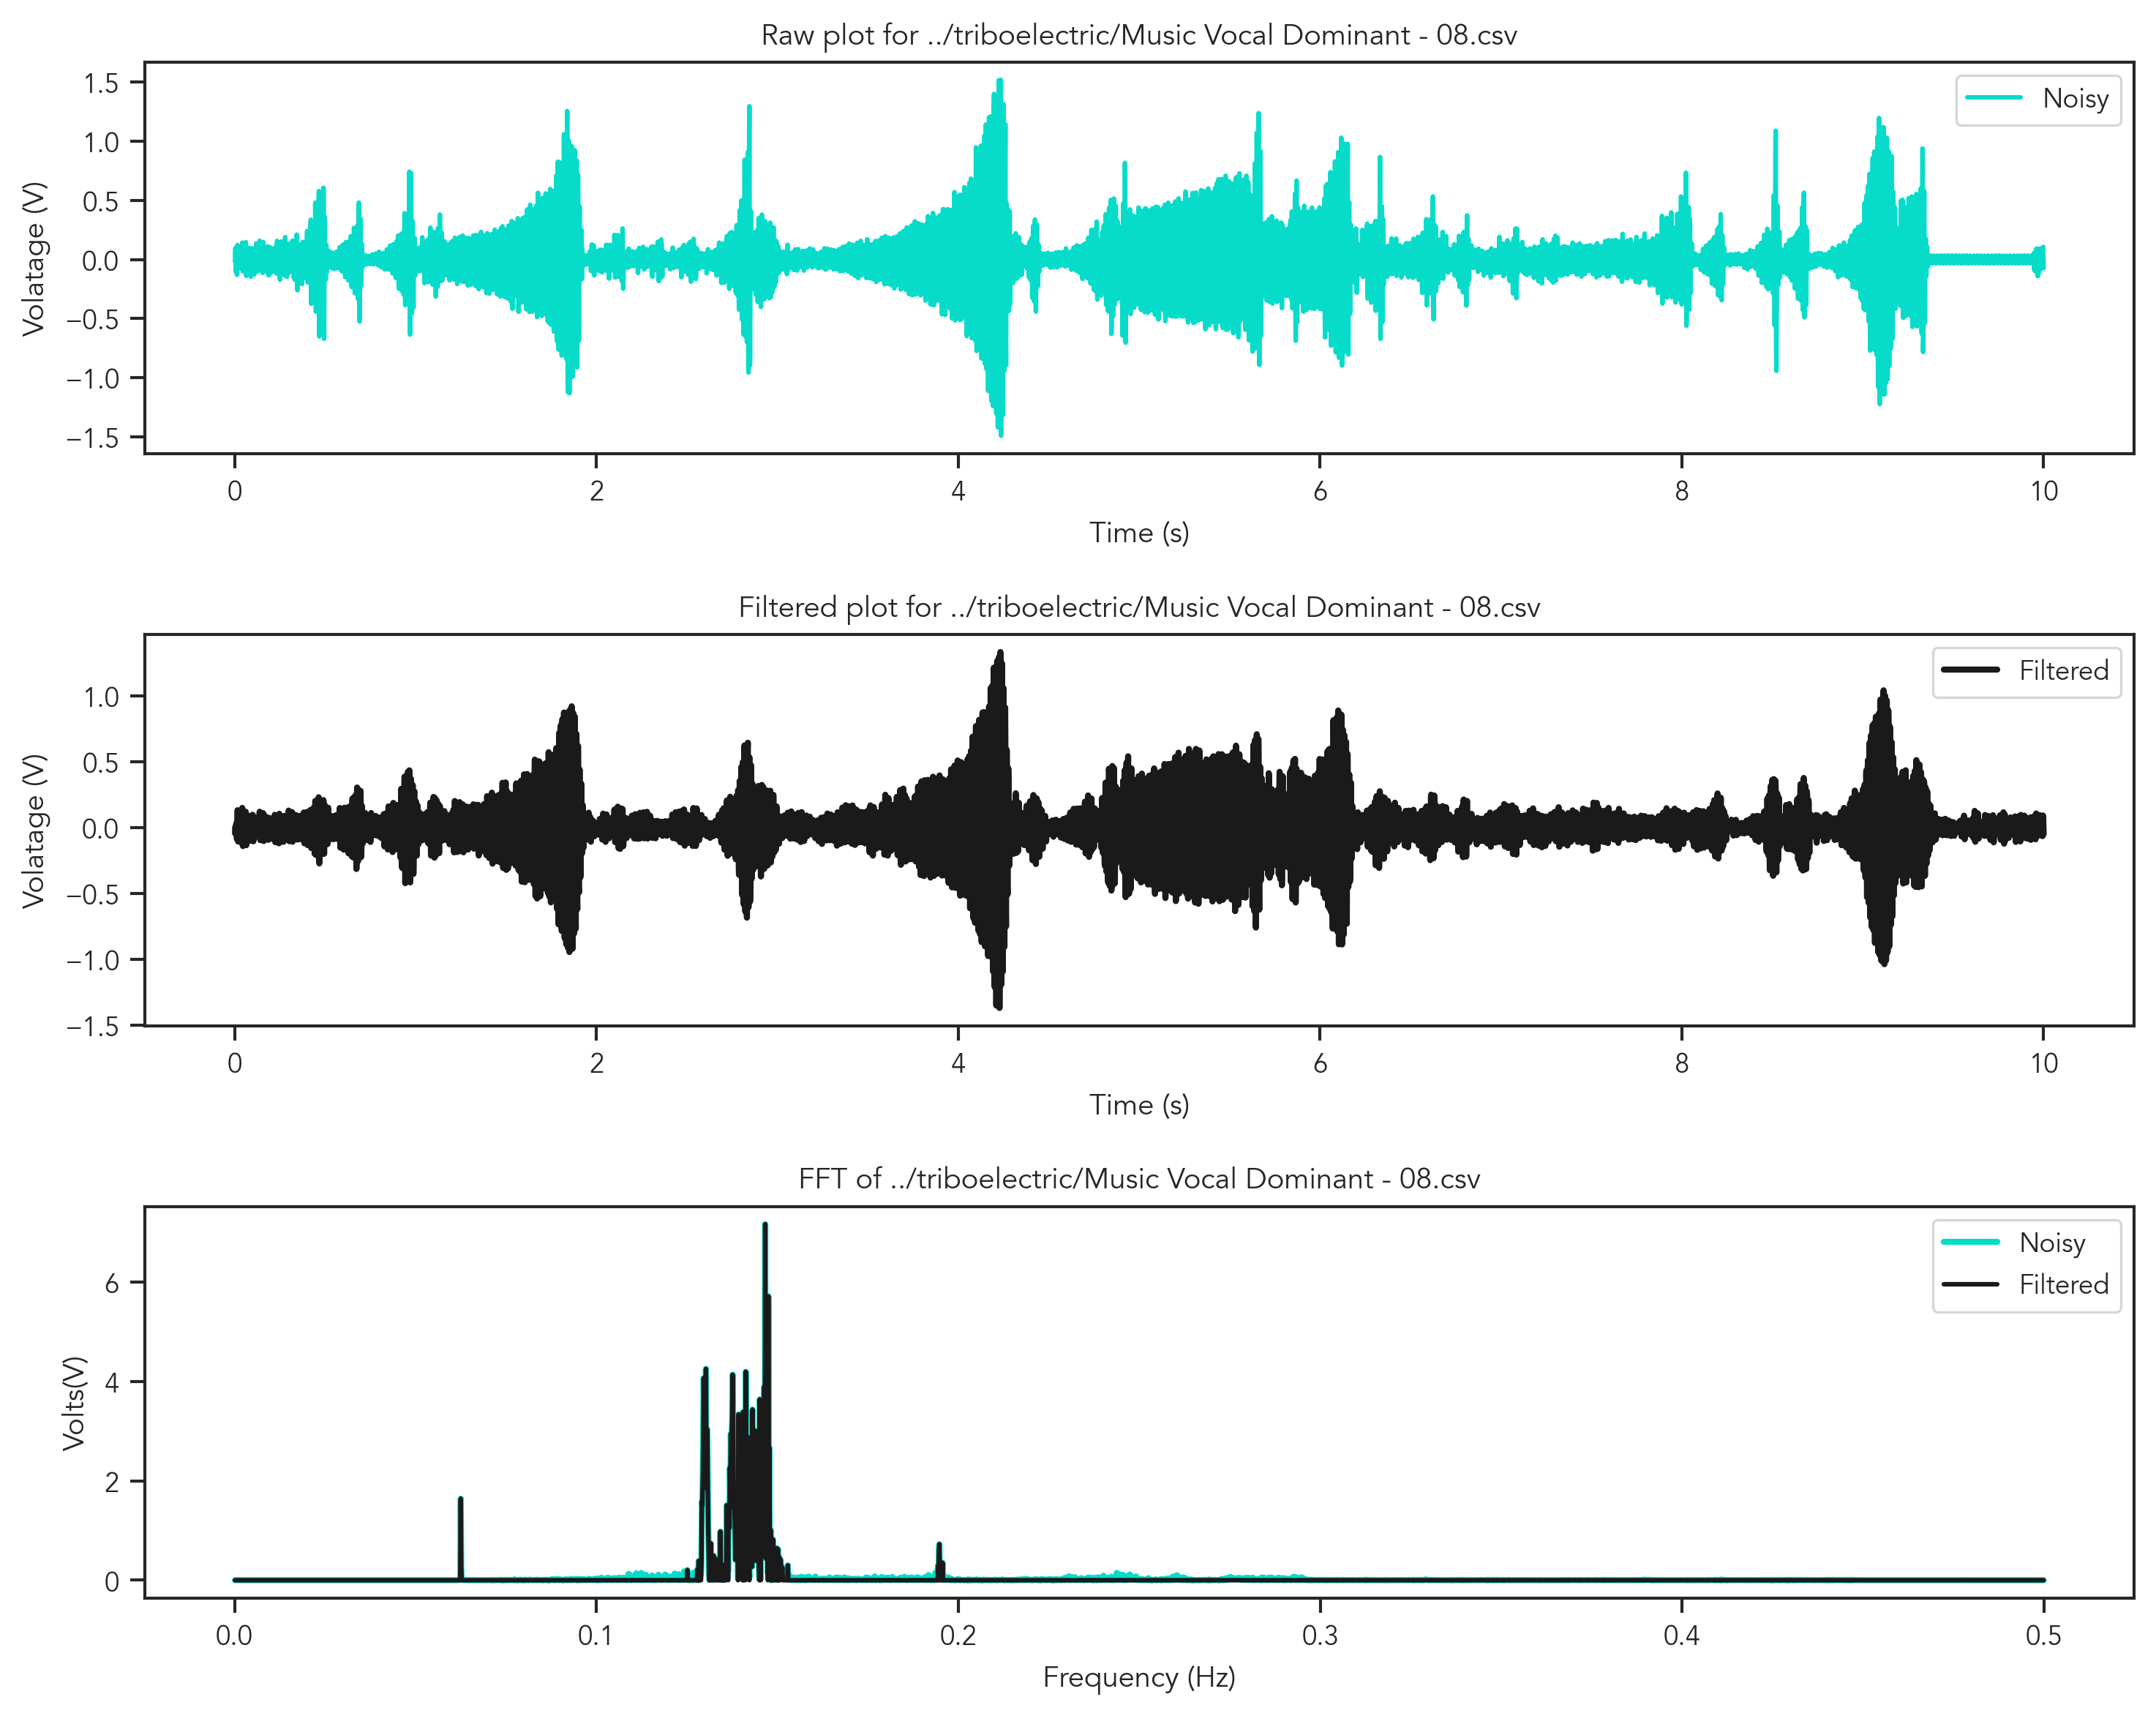 Raw plot for ../triboelectric/Music Vocal Dominant - 08.csv
1.5
1.0
0.5
0.0
−0.5
−1.0
−1.5
Volatage (V)
Noisy
0 2 4 6 8 10
Time (s)
Filtered plot for ../triboelectric/Music Vocal Dominant - 08.csv
1.0
0.5
0.0
−0.5
−1.0
−1.5
Volatage (V)
Filtered
0 2 4 6 8 10
Time (s)
FFT of ../triboelectric/Music Vocal Dominant - 08.csv
6
4
2
0
Volts(V)
Noisy
Filtered
0.0 0.1 0.2 0.3 0.4 0.5
Frequency (Hz)